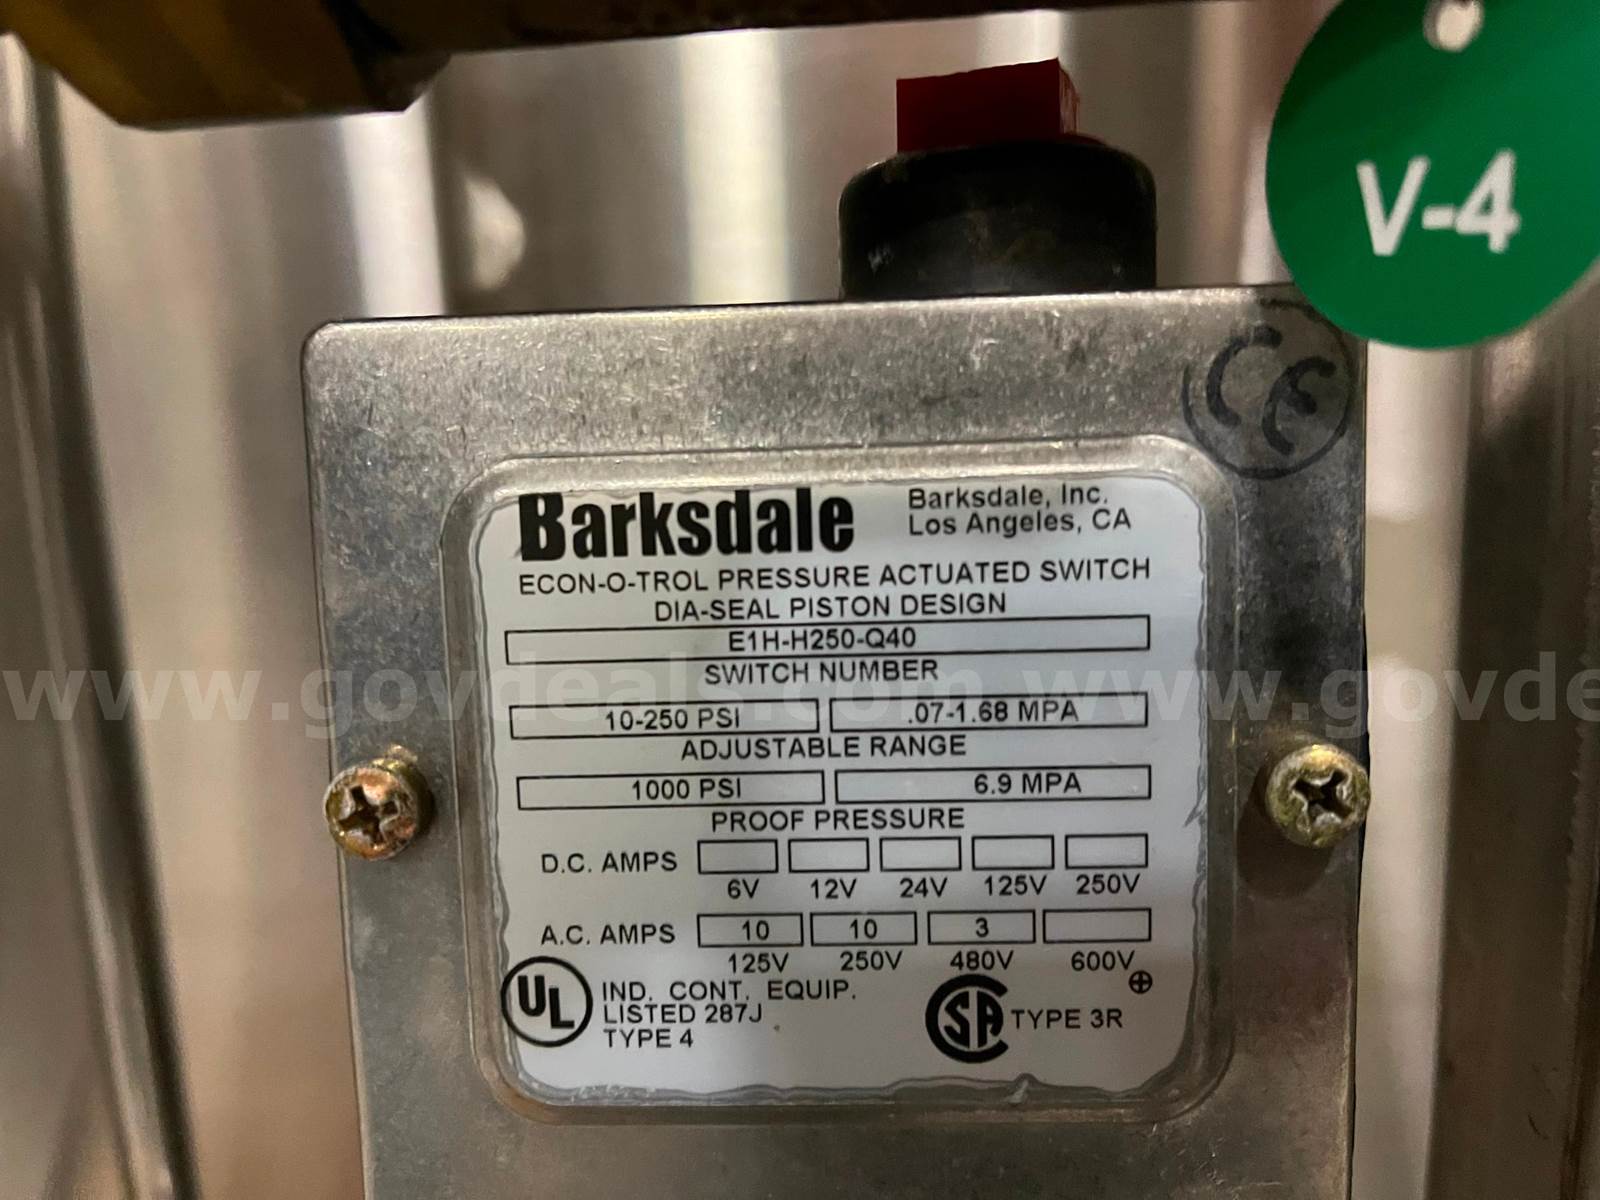 V-4
CE
Barksdale
Barksdale, Inc.
Los Angeles, CA
ECON-O-TROL PRESSURE ACTUATED SWITCH
DIA-SEAL PISTON DESIGN
E1H-H250-Q40
SWITCH NUMBER
www.govdeals.com www.govde
10-250 PSI .07-1.68 MPA
ADJUSTABLE RANGE
1000 PSI 6.9 MPA
PROOF PRESSURE
D.C. AMPS
6V 12V 24V 125V 250V
A.C. AMPS 10 10 3
125V 250V 480V 600V
UL IND. CONT. EQUIP.
LISTED 287J
TYPE 4
SA TYPE 3R